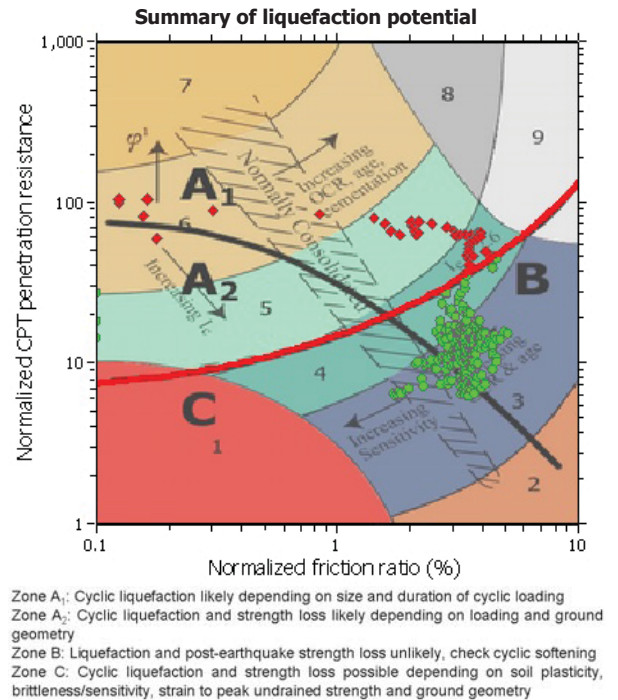 Summary of liquefaction potential
Normalized CPT penetration resistance
1,000
100
10
1
0.1
1
10
Normalized friction ratio (%)
7
8
9
φ'
A1
Increasing
OCR, age,
cementation
Normally Consolidated
6
A2
Increasing Ic
5
B
4
C
1
Increasing
Sensitivity
& age
3
2
Zone A1: Cyclic liquefaction likely depending on size and duration of cyclic loading
Zone A2: Cyclic liquefaction and strength loss likely depending on loading and ground
geometry
Zone B: Liquefaction and post-earthquake strength loss unlikely, check cyclic softening
Zone C: Cyclic liquefaction and strength loss possible depending on soil plasticity,
brittleness/sensitivity, strain to peak undrained strength and ground geometry